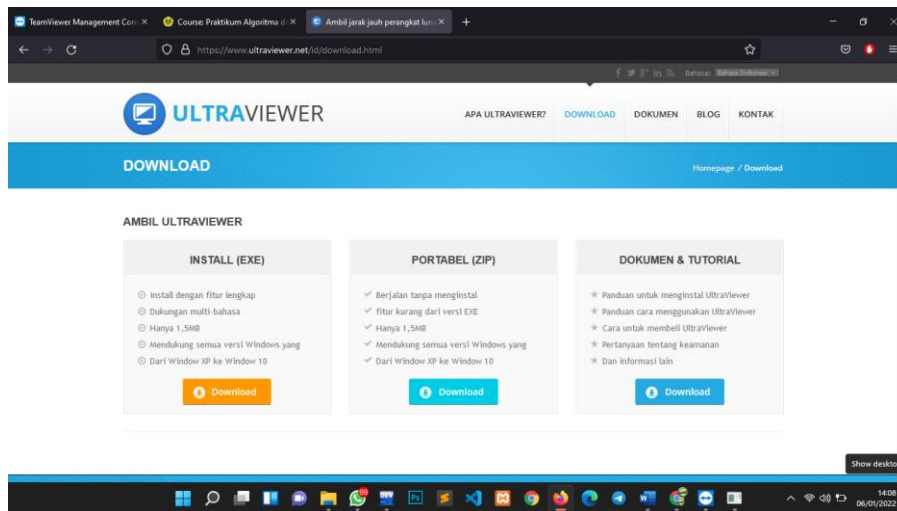 TeamViewer Management Con
Course: Praktikum Algoritma d
Ambil jarak jauh perangkat luna
https://www.ultraviewer.net/id/download.html
Bahasa: Bahasa Indonesia
ULTRAVIEWER
APA ULTRAVIEWER?
DOWNLOAD
DOKUMEN
BLOG
KONTAK
DOWNLOAD
Homepage / Download
AMBIL ULTRAVIEWER
INSTALL (EXE)
Install dengan fitur lengkap
Dukungan multi-bahasa
Hanya 1,5MB
Mendukung semua versi Windows yang
Dari Window XP ke Window 10
Download
PORTABEL (ZIP)
Berjalan tanpa menginstal
fitur kurang dari versi EXE
Hanya 1,5MB
Mendukung semua versi Windows yang
Dari Window XP ke Window 10
Download
DOKUMEN & TUTORIAL
Panduan untuk menginstal UltraViewer
Panduan cara menggunakan UltraViewer
Cara untuk membeli UltraViewer
Pertanyaan tentang keamanan
Dan informasi lain
Download
Show deskto
14:08
06/01/2022